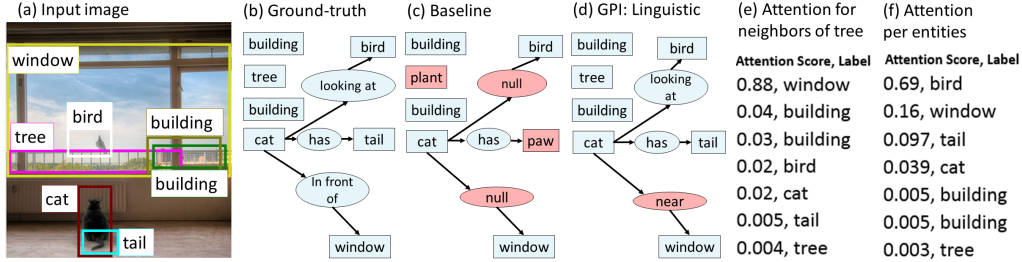 (a) Input image
window
bird
building
tree
building
cat
tail
(b) Ground-truth
building
bird
tree
looking at
building
cat
has
tail
In front
of
window
(c) Baseline
building
bird
plant
null
building
cat
has
paw
null
window
(d) GPI: Linguistic
building
bird
tree
looking
at
building
cat
has
tail
near
window
(e) Attention for
neighbors of tree
Attention Score, Label
0.88, window
0.04, building
0.03, building
0.02, bird
0.02, cat
0.005, tail
0.004, tree
(f) Attention
per entities
Attention Score, Label
0.69, bird
0.16, window
0.097, tail
0.039, cat
0.005, building
0.005, building
0.003, tree